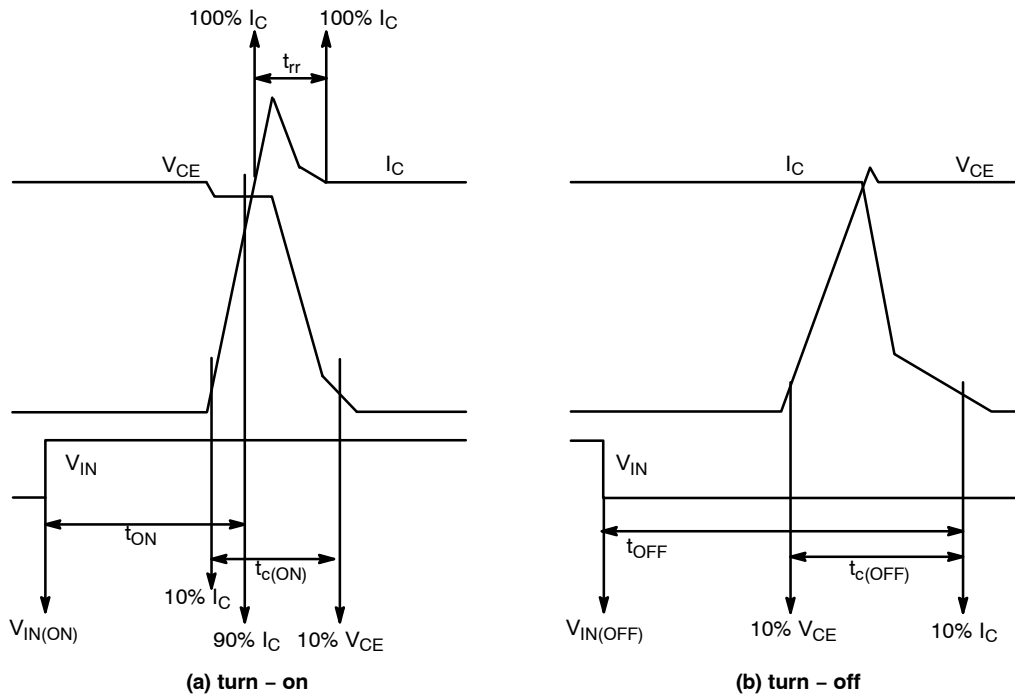 100% I_C 100% I_C
t_rr
V_CE I_C
I_C V_CE
V_IN
V_IN
t_ON
t_OFF
t_c(ON)
t_c(OFF)
10% I_C
V_IN(ON)
90% I_C 10% V_CE
V_IN(OFF) 10% V_CE 10% I_C
(a) turn – on
(b) turn – off